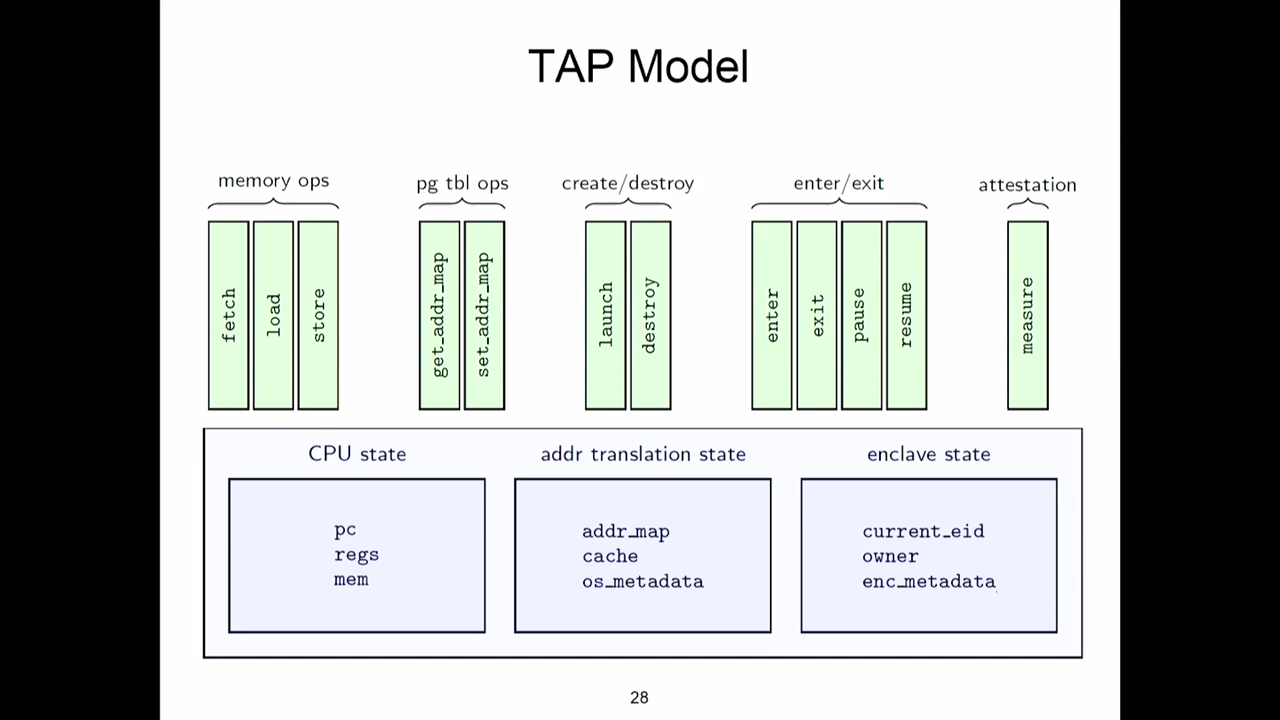 TAP Model
memory ops
pg tbl ops
create/destroy
enter/exit
attestation
fetch
load
store
get_addr_map
set_addr_map
launch
destroy
enter
exit
pause
resume
measure
CPU state
addr translation state
enclave state
pc
regs
mem
addr_map
cache
os_metadata
current_eid
owner
enc_metadata
28